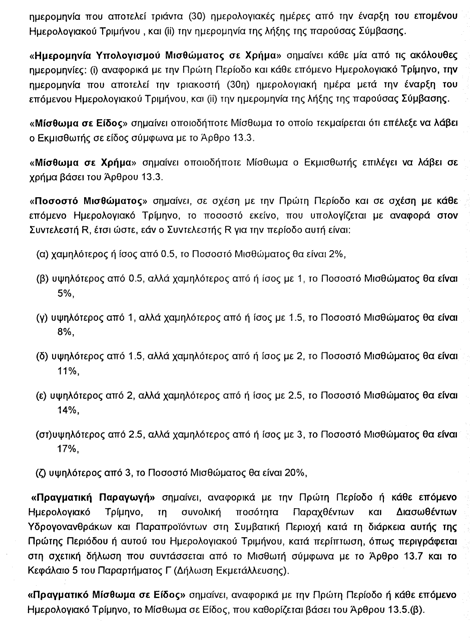 ημερομηνία που αποτελεί τριάντα (30) ημερολογιακές ημέρες από την έναρξη του επομένου
Ημερολογιακού Τριμήνου , και (ii) την ημερομηνία της λήξης της παρούσας Σύμβασης.
«Ημερομηνία Υπολογισμού Μισθώματος σε Χρήμα» σημαίνει κάθε μία από τις ακόλουθες
ημερομηνίες: (i) αναφορικά με την Πρώτη Περίοδο και κάθε επόμενο Ημερολογιακό Τρίμηνο, την
ημερομηνία που αποτελεί την τριακοστή (30η) ημερολογιακή ημέρα μετά την έναρξη του
επόμενου Ημερολογιακού Τριμήνου, και (ii) την ημερομηνία της λήξης της παρούσας Σύμβασης.
«Μίσθωμα σε Είδος» σημαίνει οποιοδήποτε Μίσθωμα το οποίο τεκμαίρεται ότι επέλεξε να λάβει
ο Εκμισθωτής σε είδος σύμφωνα με το Άρθρο 13.3.
«Μίσθωμα σε Χρήμα» σημαίνει οποιοδήποτε Μίσθωμα ο Εκμισθωτής επιλέγει να λάβει σε
χρήμα βάσει του Άρθρου 13.3.
«Ποσοστό Μισθώματος» σημαίνει, σε σχέση με την Πρώτη Περίοδο και σε σχέση με κάθε
επόμενο Ημερολογιακό Τρίμηνο, το ποσοστό εκείνο, που υπολογίζεται με αναφορά στον
Συντελεστή R, έτσι ώστε, εάν ο Συντελεστής R για την περίοδο αυτή είναι:
(α) χαμηλότερος ή ίσος από 0.5, το Ποσοστό Μισθώματος θα είναι 2%,
(β) υψηλότερος από 0.5, αλλά χαμηλότερος από ή ίσος με 1, το Ποσοστό Μισθώματος θα είναι
5%,
(γ) υψηλότερος από 1, αλλά χαμηλότερος από ή ίσος με 1.5, το Ποσοστό Μισθώματος θα είναι
8%,
(δ) υψηλότερος από 1.5, αλλά χαμηλότερος από ή ίσος με 2, το Ποσοστό Μισθώματος θα είναι
11%,
(ε) υψηλότερος από 2, αλλά χαμηλότερος από ή ίσος με 2.5, το Ποσοστό Μισθώματος θα είναι
14%,
(στ)υψηλότερος από 2.5, αλλά χαμηλότερος από ή ίσος με 3, το Ποσοστό Μισθώματος θα είναι
17%,
(ζ) υψηλότερος από 3, το Ποσοστό Μισθώματος θα είναι 20%,
«Πραγματική Παραγωγή» σημαίνει, αναφορικά με την Πρώτη Περίοδο ή κάθε επόμενο
Ημερολογιακό Τρίμηνο, τη συνολική ποσότητα Παραχθέντων και Διασωθέντων
Υδρογονανθράκων και Παραπροϊόντων στη Συμβατική Περιοχή κατά τη διάρκεια αυτής της
Πρώτης Περιόδου ή αυτού του Ημερολογιακού Τριμήνου, κατά περίπτωση, όπως περιγράφεται
στη σχετική δήλωση που συντάσσεται από το Μισθωτή σύμφωνα με το Άρθρο 13.7 και το
Κεφάλαιο 5 του Παραρτήματος Γ (Δήλωση Εκμετάλλευσης).
«Πραγματικό Μίσθωμα σε Είδος» σημαίνει, αναφορικά με την Πρώτη Περίοδο ή κάθε επόμενο
Ημερολογιακό Τρίμηνο, το Μίσθωμα σε Είδος, που καθορίζεται βάσει του Άρθρου 13.5.(β).